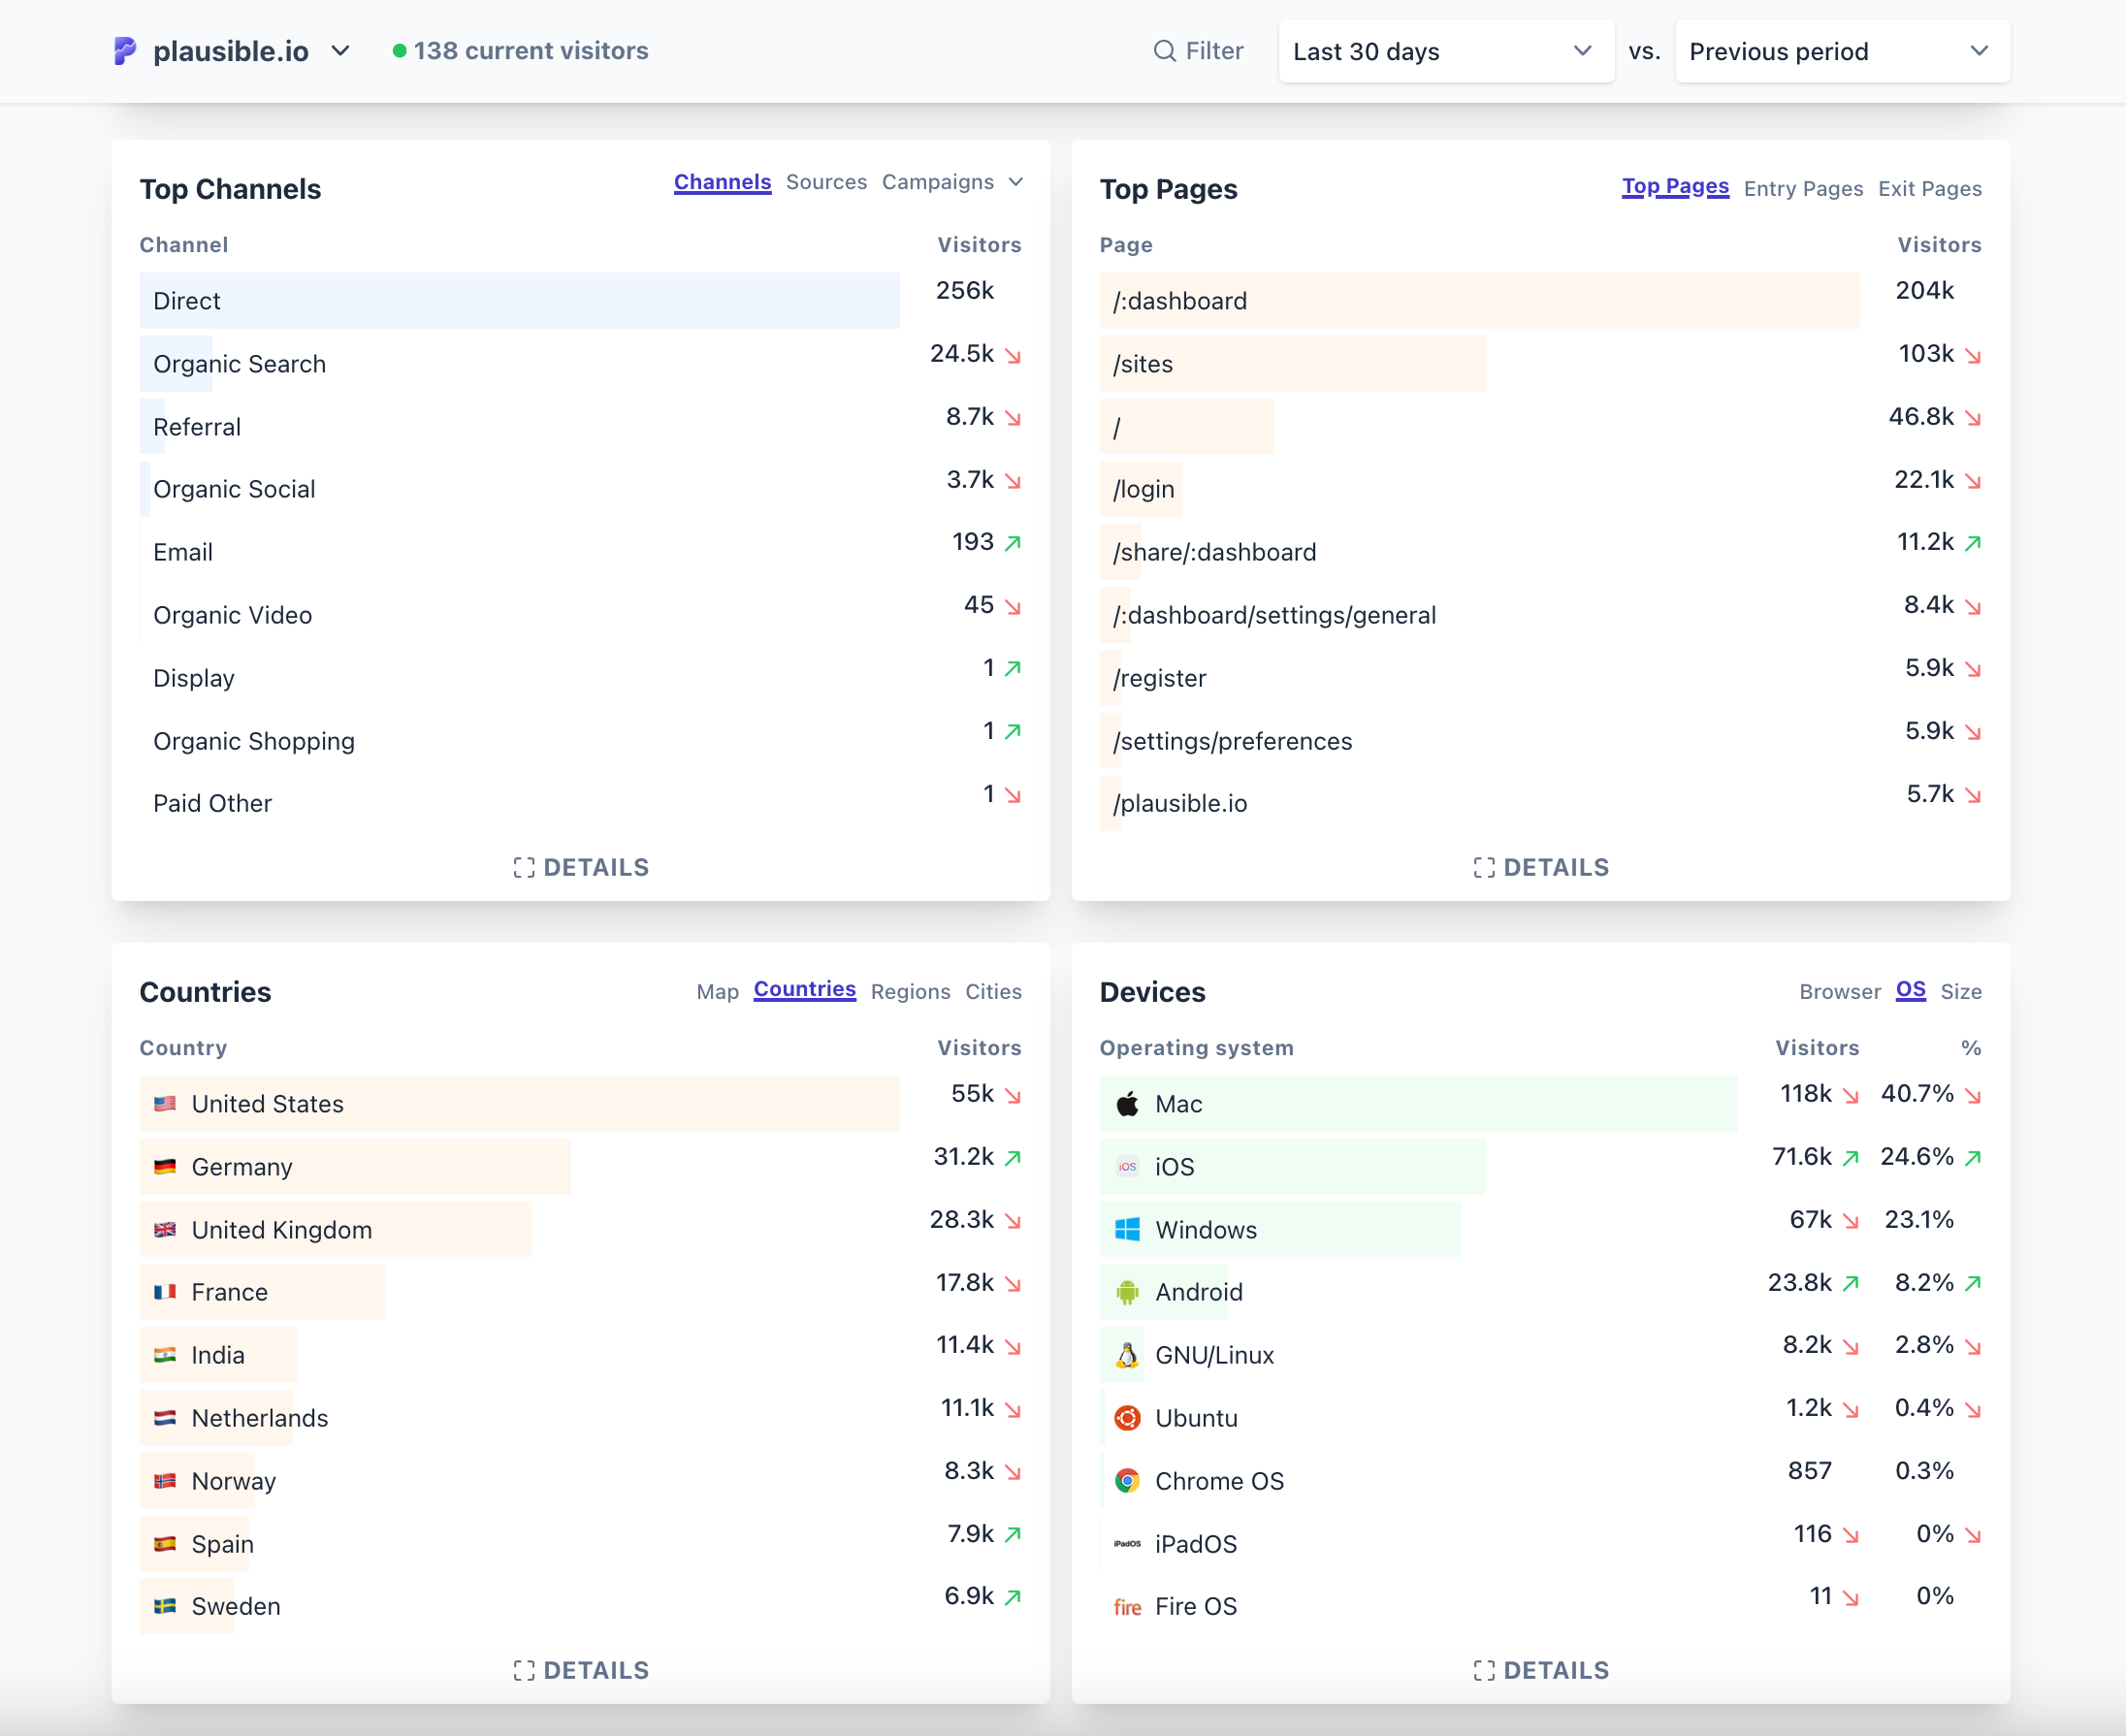 plausible.io 138 current visitors Filter Last 30 days vs. Previous period
Top Channels Channels Sources Campaigns
Channel Visitors
Direct 256k
Organic Search 24.5k
Referral 8.7k
Organic Social 3.7k
Email 193
Organic Video 45
Display 1
Organic Shopping 1
Paid Other 1
DETAILS
Top Pages Top Pages Entry Pages Exit Pages
Page Visitors
/:dashboard 204k
/sites 103k
/ 46.8k
/login 22.1k
/share/:dashboard 11.2k
/:dashboard/settings/general 8.4k
/register 5.9k
/settings/preferences 5.9k
/plausible.io 5.7k
DETAILS
Countries Map Countries Regions Cities
Country Visitors
United States 55k
Germany 31.2k
United Kingdom 28.3k
France 17.8k
India 11.4k
Netherlands 11.1k
Norway 8.3k
Spain 7.9k
Sweden 6.9k
DETAILS
Devices Browser OS Size
Operating system Visitors %
Mac 118k 40.7%
iOS iOS 71.6k 24.6%
Windows 67k 23.1%
Android 23.8k 8.2%
GNU/Linux 8.2k 2.8%
Ubuntu 1.2k 0.4%
Chrome OS 857 0.3%
iPadOS iPadOS 116 0%
fire Fire OS 11 0%
DETAILS